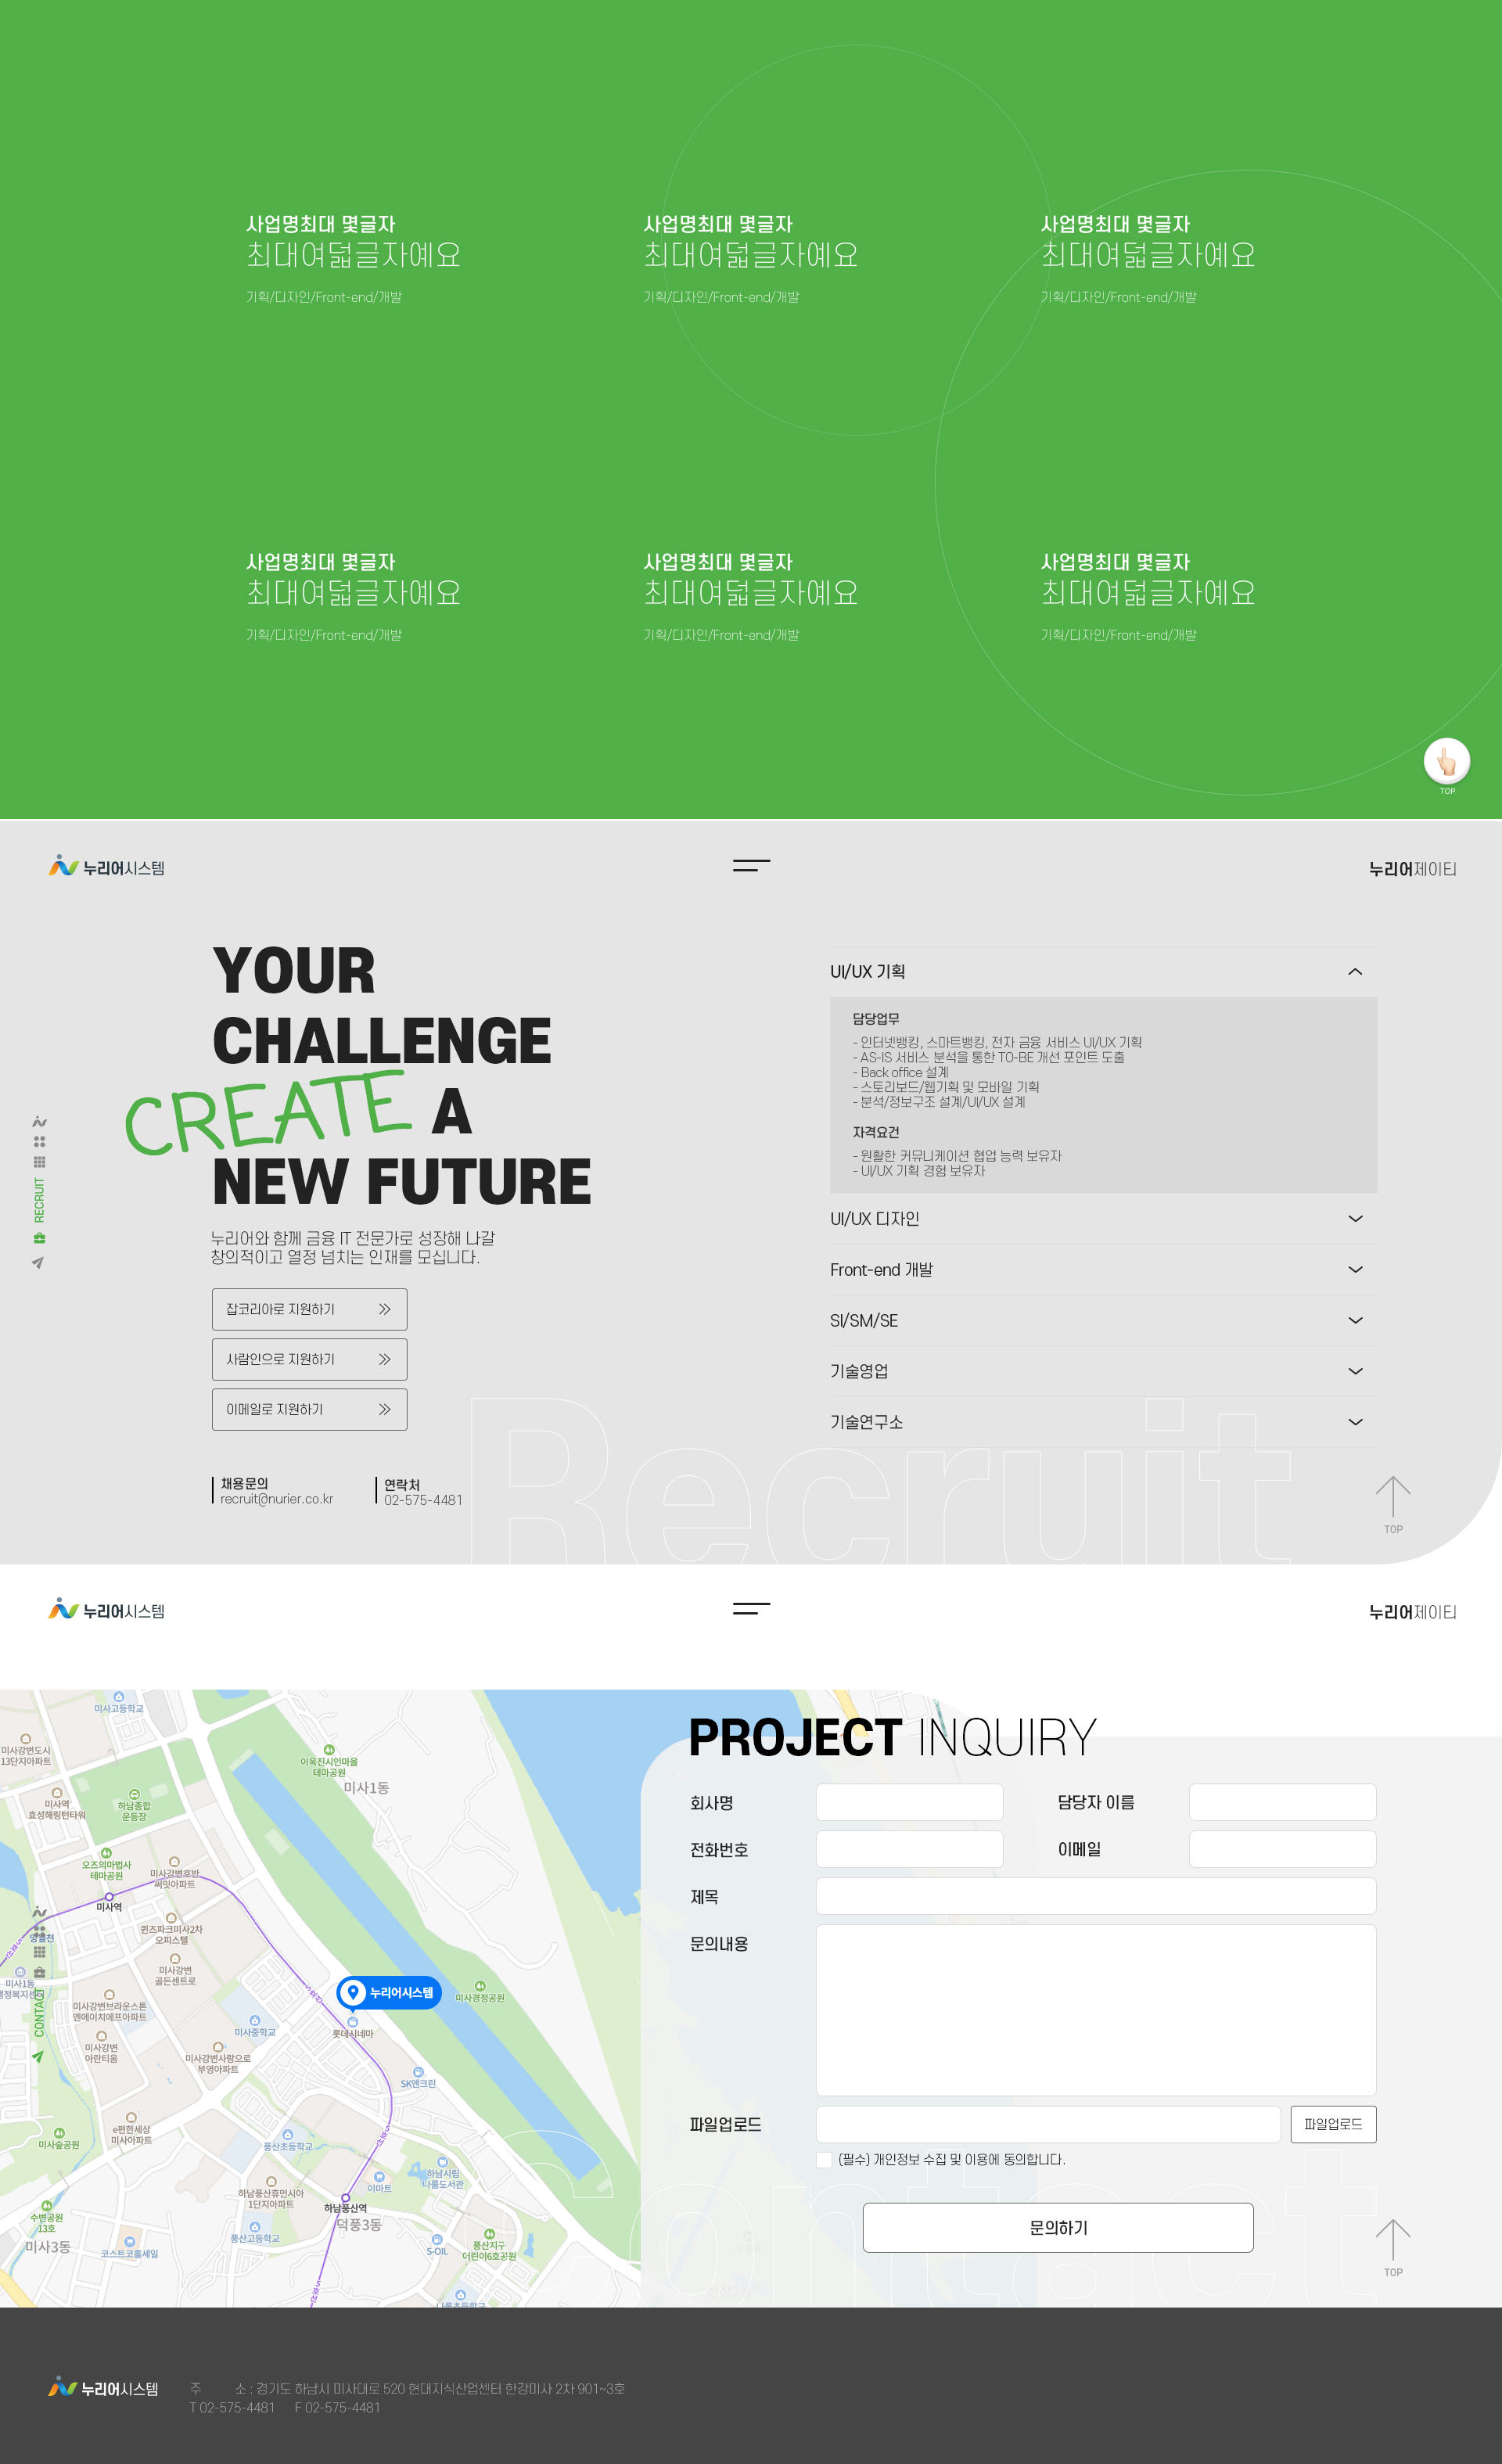 사업명최대 몇글자
최대여덟글자예요
기획/디자인/Front-end/개발
사업명최대 몇글자
최대여덟글자예요
기획/디자인/Front-end/개발
사업명최대 몇글자
최대여덟글자예요
기획/디자인/Front-end/개발
사업명최대 몇글자
최대여덟글자예요
기획/디자인/Front-end/개발
사업명최대 몇글자
최대여덟글자예요
기획/디자인/Front-end/개발
사업명최대 몇글자
최대여덟글자예요
기획/디자인/Front-end/개발
TOP
누리어시스템
누리어제이티
YOUR
CHALLENGE
CREATE A
NEW FUTURE
RECRUIT
누리어와 함께 금융 IT 전문가로 성장해 나갈
창의적이고 열정 넘치는 인재를 모십니다.
잡코리아로 지원하기
사람인으로 지원하기
이메일로 지원하기
채용문의
recruit@nurier.co.kr
연락처
02-575-4481
UI/UX 기획
담당업무
- 인터넷뱅킹, 스마트뱅킹, 전자 금융 서비스 UI/UX 기획
- AS-IS 서비스 분석을 통한 TO-BE 개선 포인트 도출
- Back office 설계
- 스토리보드/웹기획 및 모바일 기획
- 분석/정보구조 설계/UI/UX 설계
자격요건
- 원활한 커뮤니케이션 협업 능력 보유자
- UI/UX 기획 경험 보유자
UI/UX 디자인
Front-end 개발
SI/SM/SE
기술영업
기술연구소
Recruit
TOP
누리어시스템
누리어제이티
미사고등학교
미사강변도시
13단지아파트
이옥진시인마을
테마공원
미사1동
미사역
효성해링턴타워
하남종합
운동장
오즈의마법사
테마공원
미사강변호반
써밋아파트
미사역
퀸즈파크미사2차
오피스텔
망월천
미사강변
골든센트로
미사1동
행정복지센터
미사강변브라운스톤
엔에이치에프아파트
CONTACT
누리어시스템
롯데시네마
미사경정공원
미사중학교
미사강변
아란티움
미사강변사랑으로
부영아파트
SK엔크린
e편한세상
미사아파트
미사숲공원
풍산초등학교
하남시립
나룰도서관
이마트
하남풍산휴먼시아
1단지아파트
하남풍산역
덕풍3동
수변공원
13호
미사3동
풍산고등학교
코스트코홀세일
S-OIL
풍산지구
어린이6호공원
나룰초등학교
PROJECT INQUIRY
회사명
담당자 이름
전화번호
이메일
제목
문의내용
파일업로드
파일업로드
(필수) 개인정보 수집 및 이용에 동의합니다.
문의하기
Contact
TOP
누리어시스템
주 소 : 경기도 하남시 미사대로 520 현대지식산업센터 한강미사 2차 901~3호
T 02-575-4481 F 02-575-4481